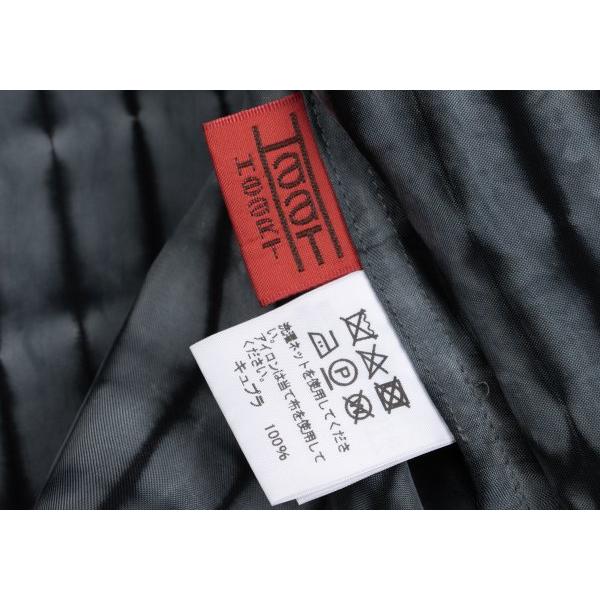 洗濯ネットを使用してくださ
い。
アイロンは当て布を使用して
ください。
キュプラ 100%
P